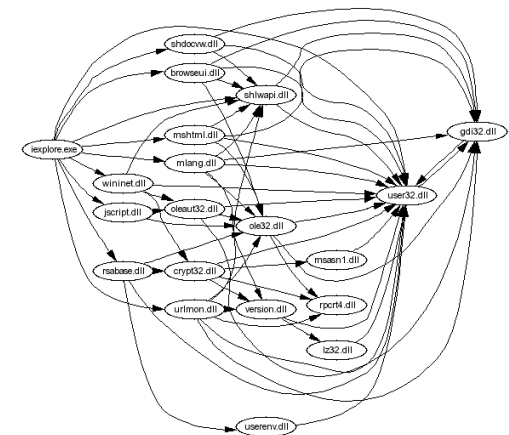 shdocvw.dll
browseui.dll
shlwapi.dll
mshtml.dll
gdi32.dll
iexplore.exe
mlang.dll
wininet.dll
user32.dll
jscript.dll
oleaut32.dll
ole32.dll
msasn1.dll
rsabase.dll
crypt32.dll
urlmon.dll
version.dll
rpcrt4.dll
lz32.dll
userenv.dll